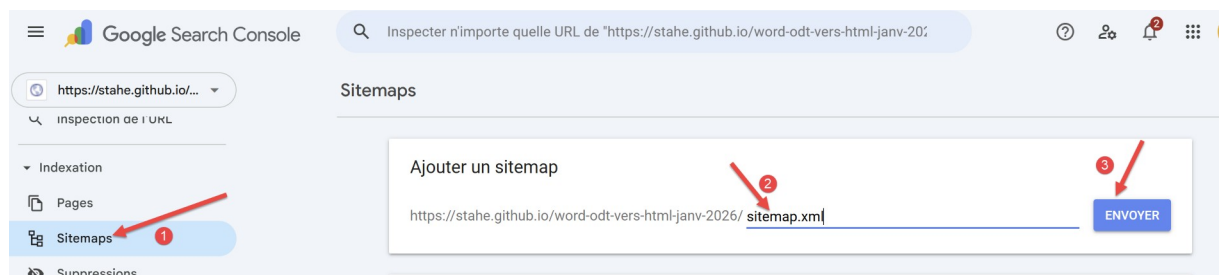 Google Search Console
Inspecter n'importe quelle URL de "https://stahe.github.io/word-odt-vers-html-janv-202
2
https://stahe.github.io/...
Inspection de l'URL
Sitemaps
Indexation
Ajouter un sitemap
3
2
Pages
https://stahe.github.io/word-odt-vers-html-janv-2026/ sitemap.xml
ENVOYER
Sitemaps
1
Suppressions